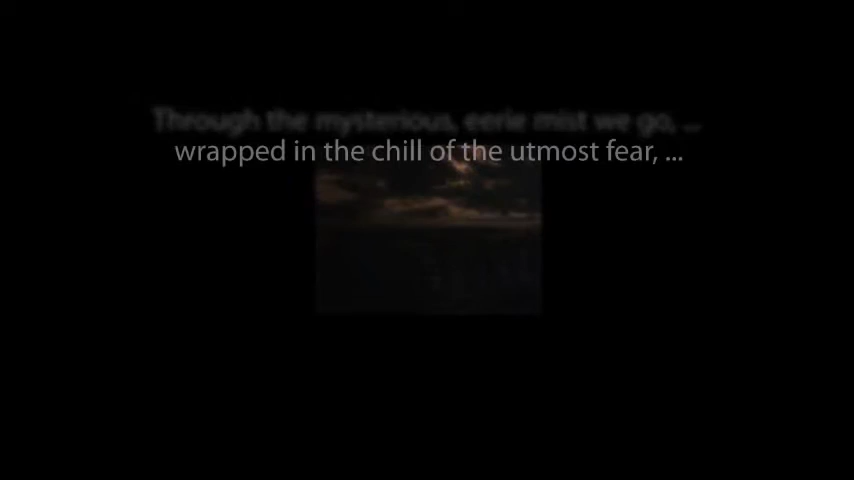 Through the mysterious, eerie mist we go, ...
wrapped in the chill of the utmost fear, ...